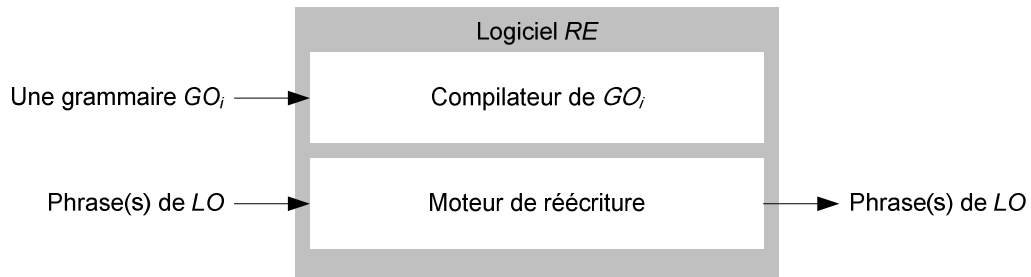 Logiciel RE
Une grammaire GOi
Compilateur de GOi
Phrase(s) de LO
Moteur de réécriture
Phrase(s) de LO